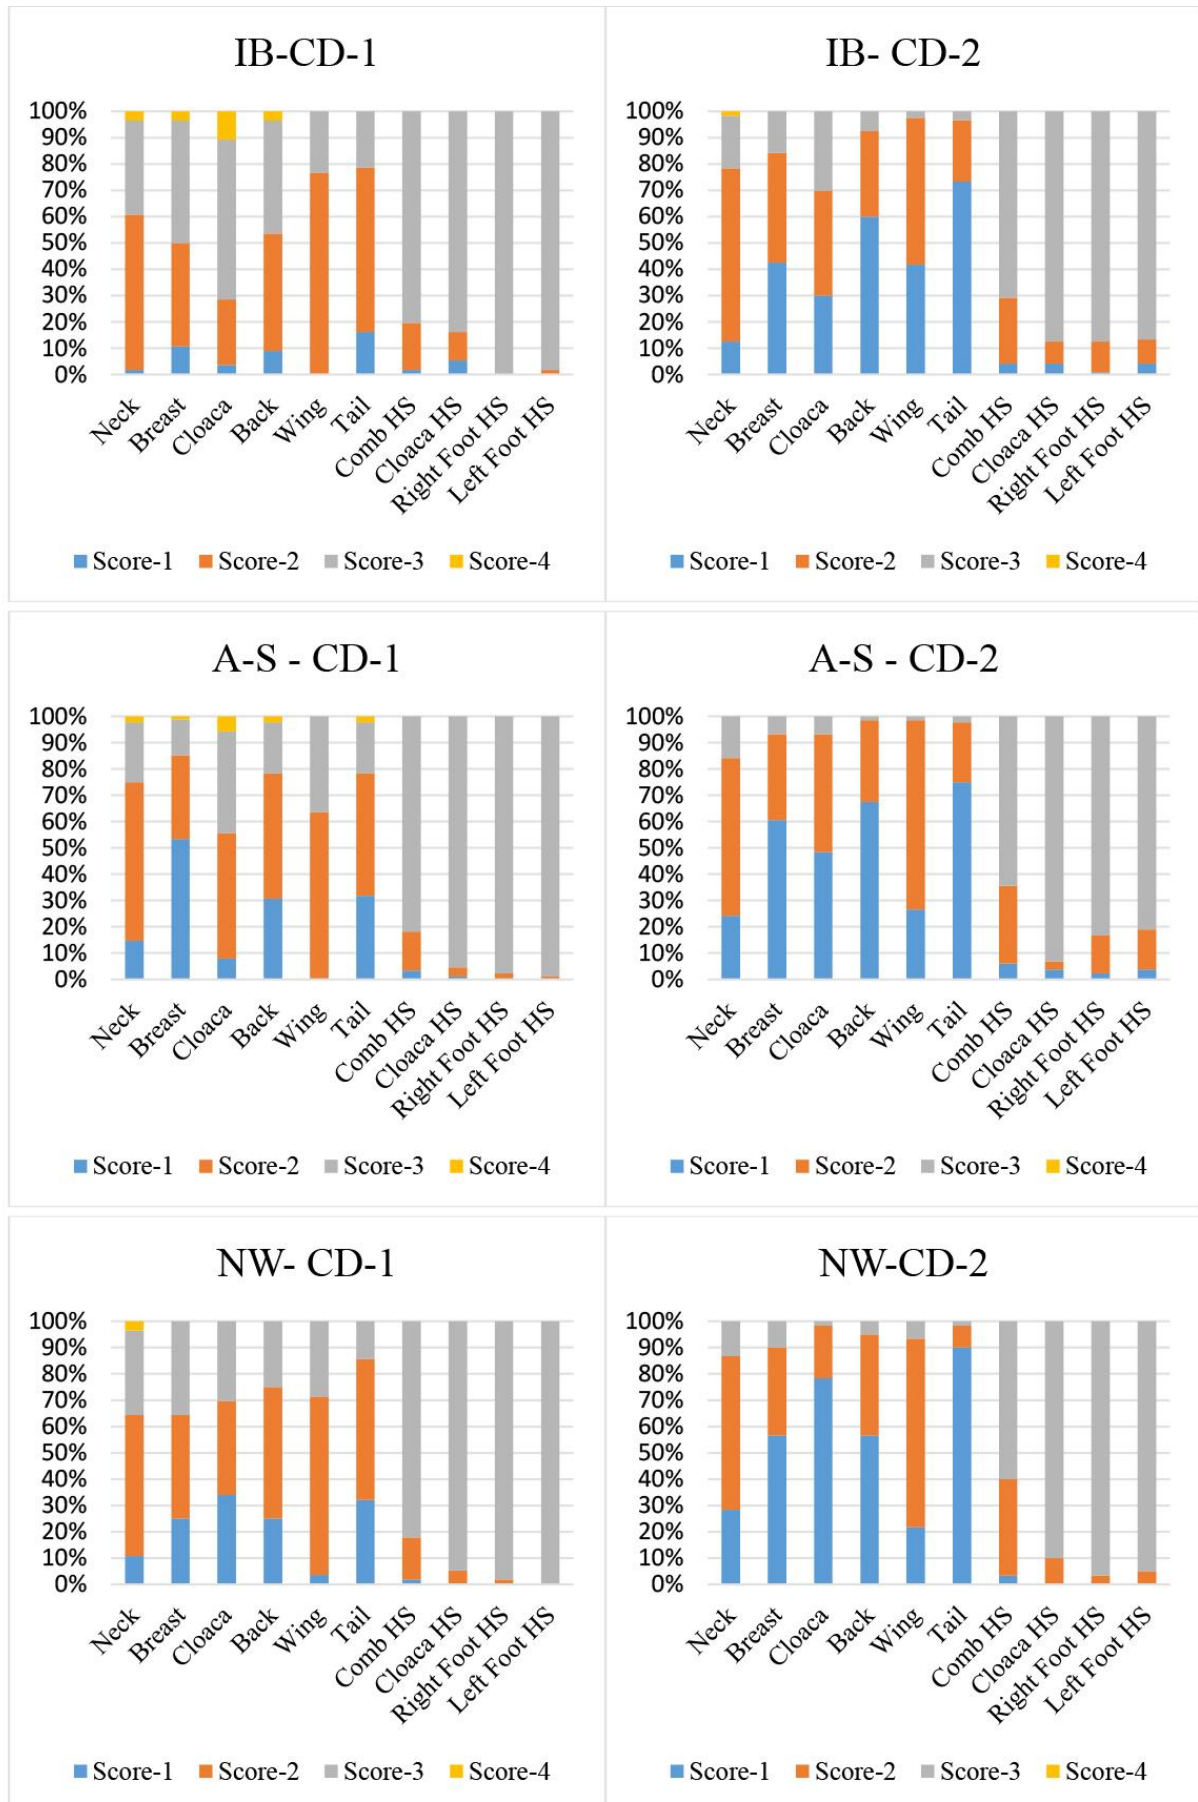 IB-CD-1
100%
90%
80%
70%
60%
50%
40%
30%
20%
10%
0%
Neck
Breast
Cloaca
Back
Wing
Tail
Comb HS
Cloaca HS
Right Foot HS
Left Foot HS
Score-1 Score-2 Score-3 Score-4
IB- CD-2
100%
90%
80%
70%
60%
50%
40%
30%
20%
10%
0%
Neck
Breast
Cloaca
Back
Wing
Tail
Comb HS
Cloaca HS
Right Foot HS
Left Foot HS
Score-1 Score-2 Score-3 Score-4
A-S - CD-1
100%
90%
80%
70%
60%
50%
40%
30%
20%
10%
0%
Neck
Breast
Cloaca
Back
Wing
Tail
Comb HS
Cloaca HS
Right Foot HS
Left Foot HS
Score-1 Score-2 Score-3 Score-4
A-S - CD-2
100%
90%
80%
70%
60%
50%
40%
30%
20%
10%
0%
Neck
Breast
Cloaca
Back
Wing
Tail
Comb HS
Cloaca HS
Right Foot HS
Left Foot HS
Score-1 Score-2 Score-3 Score-4
NW- CD-1
100%
90%
80%
70%
60%
50%
40%
30%
20%
10%
0%
Neck
Breast
Cloaca
Back
Wing
Tail
Comb HS
Cloaca HS
Right Foot HS
Left Foot HS
Score-1 Score-2 Score-3 Score-4
NW-CD-2
100%
90%
80%
70%
60%
50%
40%
30%
20%
10%
0%
Neck
Breast
Cloaca
Back
Wing
Tail
Comb HS
Cloaca HS
Right Foot HS
Left Foot HS
Score-1 Score-2 Score-3 Score-4